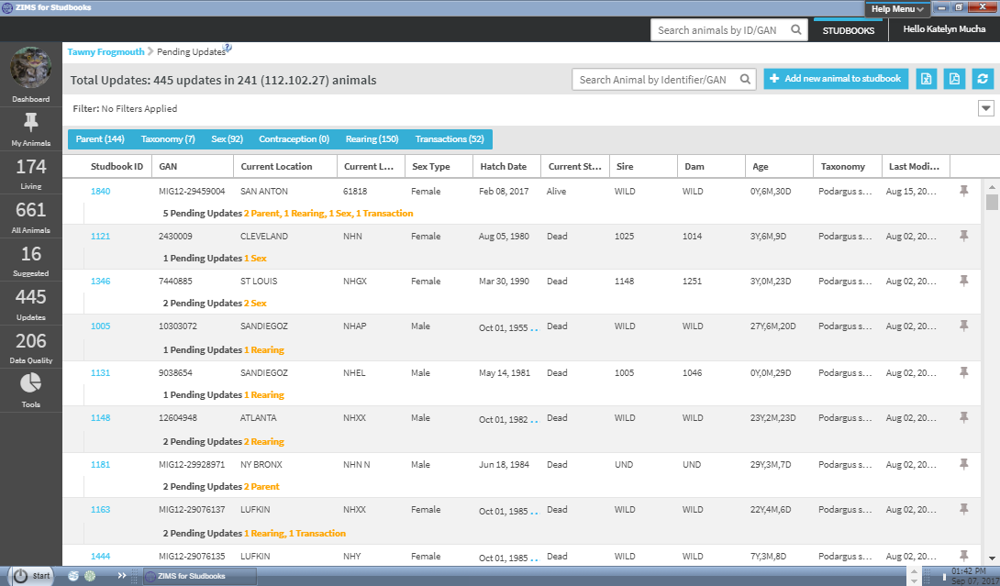 ZIMS for Studbooks
Help Menu
Search animals by ID/GAN
STUDBOOKS
Hello Katelyn Mucha
Tawny Frogmouth > Pending Updates ?
Dashboard
My Animals
174
Living
661
All Animals
16
Suggested
445
Updates
206
Data Quality
Tools
Total Updates: 445 updates in 241 (112.102.27) animals
Search Animal by Identifier/GAN
+ Add new animal to studbook
Filter: No Filters Applied
Parent (144) Taxonomy (7) Sex (92) Contraception (0) Rearing (150) Transactions (52)
Studbook ID GAN Current Location Current L... Sex Type Hatch Date Current St... Sire Dam Age Taxonomy Last Modi...
1840 MIG12-29459004 SAN ANTON 61818 Female Feb 08, 2017 Alive WILD WILD 0Y,6M,30D Podargus s... Aug 15, 20...
5 Pending Updates 2 Parent, 1 Rearing, 1 Sex, 1 Transaction
1121 2430009 CLEVELAND NHN Female Aug 05, 1980 Dead 1025 1014 3Y,6M,9D Podargus s... Aug 02, 20...
1 Pending Updates 1 Sex
1346 7440885 ST LOUIS NHGX Female Mar 30, 1990 Dead 1148 1251 3Y,0M,23D Podargus s... Aug 02, 20...
2 Pending Updates 2 Sex
1005 10303072 SANDIEGOZ NHAP Male Oct 01, 1955 .. Dead WILD WILD 27Y,6M,20D Podargus s... Aug 02, 20...
1 Pending Updates 1 Rearing
1131 9038654 SANDIEGOZ NHEL Male May 14, 1981 Dead 1005 1046 0Y,0M,29D Podargus s... Aug 02, 20...
1 Pending Updates 1 Rearing
1148 12604948 ATLANTA NHXX Male Oct 01, 1982 .. Dead WILD WILD 23Y,2M,23D Podargus s... Aug 02, 20...
2 Pending Updates 2 Rearing
1181 MIG12-29928971 NY BRONX NHN N Male Jun 18, 1984 Dead UND UND 29Y,3M,7D Podargus s... Aug 02, 20...
2 Pending Updates 2 Parent
1163 MIG12-29076137 LUFKIN NHXX Female Oct 01, 1985 .. Dead WILD WILD 22Y,4M,6D Podargus s... Aug 02, 20...
2 Pending Updates 1 Rearing, 1 Transaction
1444 MIG12-29076135 LUFKIN NHY Female Oct 01, 1985 .. Dead WILD WILD 7Y,3M,8D Podargus s... Aug 02, 20...
Start
ZIMS for Studbooks
01:42 PM
Sep 07, 201